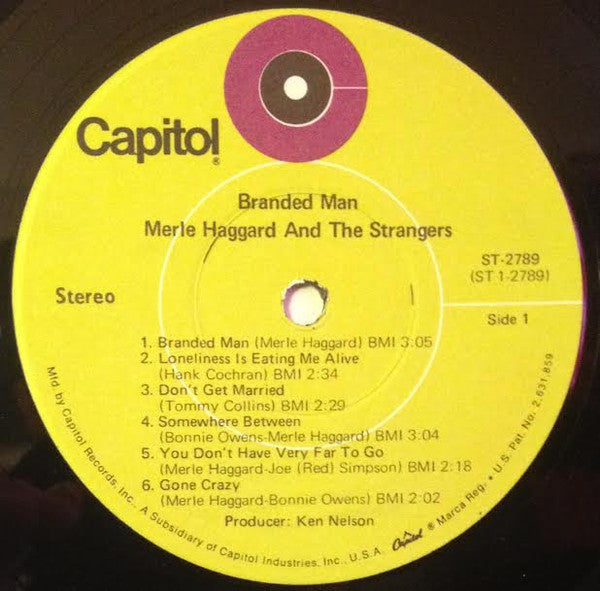 Capitol®
Branded Man
Merle Haggard And The Strangers
ST-2789
(ST 1-2789)
Stereo
Side 1
1. Branded Man (Merle Haggard) BMI 3:05
2. Loneliness Is Eating Me Alive
(Hank Cochran) BMI 2:34
3. Don't Get Married
(Tommy Collins) BMI 2:29
4. Somewhere Between
(Bonnie Owens-Merle Haggard) BMI 3:04
5. You Don't Have Very Far To Go
(Merle Haggard-Joe (Red) Simpson) BMI 2:18
6. Gone Crazy
(Merle Haggard-Bonnie Owens) BMI 2:02
Producer: Ken Nelson
Mfd. by Capitol Records, Inc., A Subsidiary of Capitol Industries, Inc., U.S.A. Capitol ® Marca Reg. • U.S. Pat. No. 2,631,859